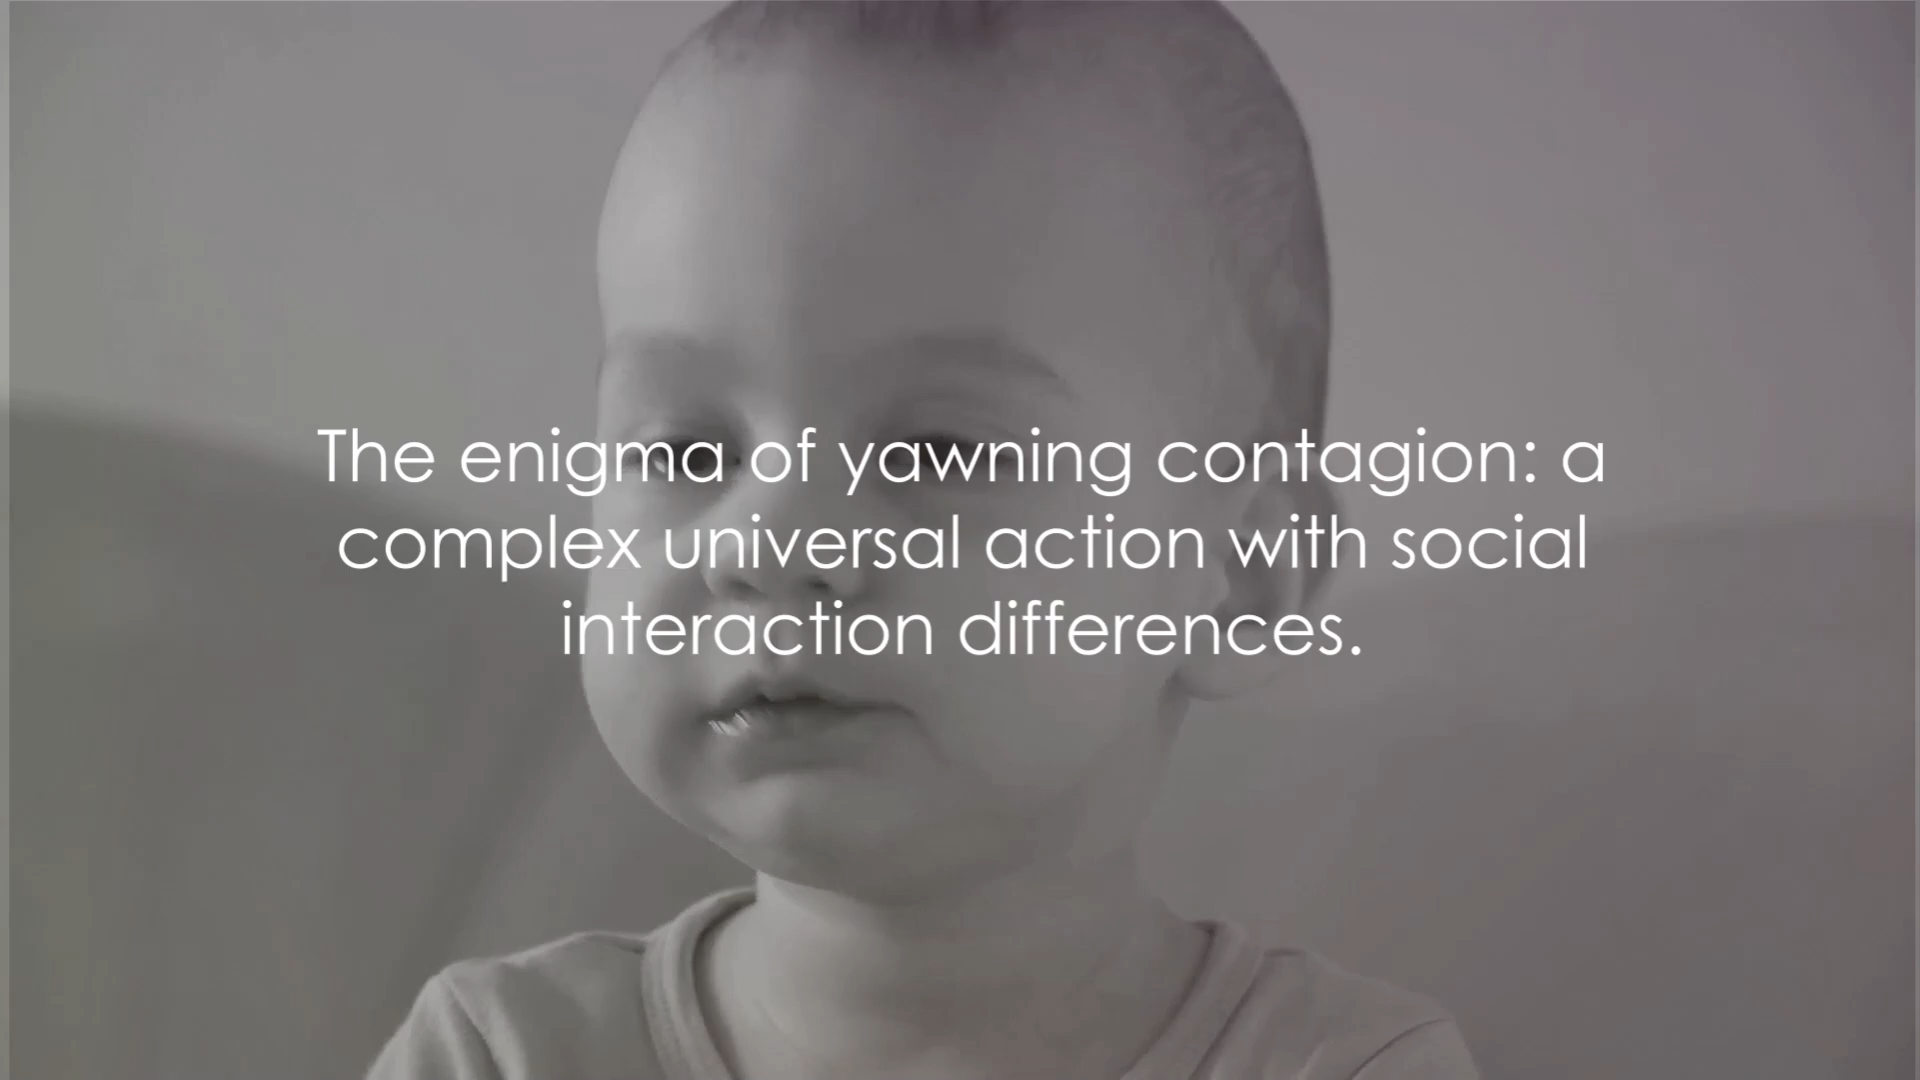 The enigma of yawning contagion: a
complex universal action with social
interaction differences.